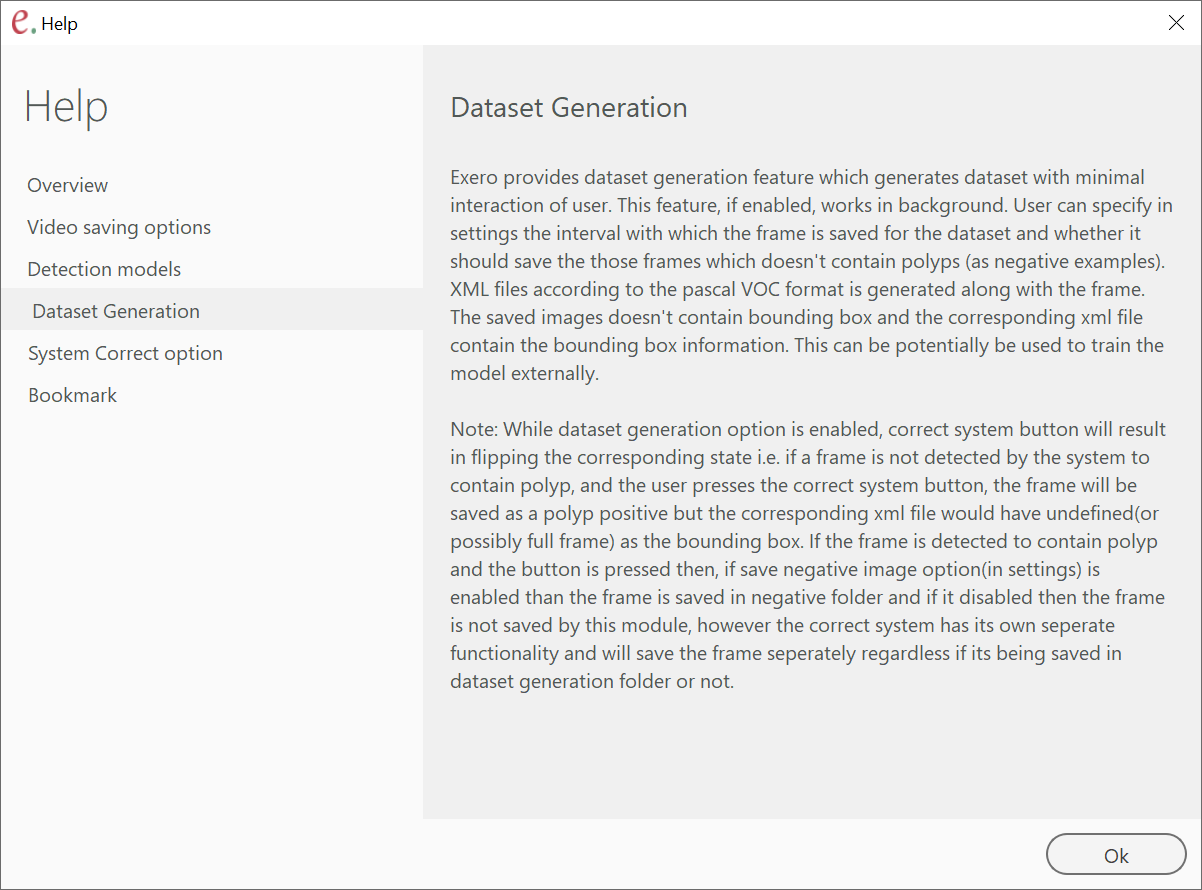 e. Help
Help
Overview
Video saving options
Detection models
Dataset Generation
System Correct option
Bookmark
Dataset Generation
Exero provides dataset generation feature which generates dataset with minimal
interaction of user. This feature, if enabled, works in background. User can specify in
settings the interval with which the frame is saved for the dataset and whether it
should save the those frames which doesn't contain polyps (as negative examples).
XML files according to the pascal VOC format is generated along with the frame.
The saved images doesn't contain bounding box and the corresponding xml file
contain the bounding box information. This can be potentially be used to train the
model externally.
Note: While dataset generation option is enabled, correct system button will result
in flipping the corresponding state i.e. if a frame is not detected by the system to
contain polyp, and the user presses the correct system button, the frame will be
saved as a polyp positive but the corresponding xml file would have undefined(or
possibly full frame) as the bounding box. If the frame is detected to contain polyp
and the button is pressed then, if save negative image option(in settings) is
enabled than the frame is saved in negative folder and if it disabled then the frame
is not saved by this module, however the correct system has its own seperate
functionality and will save the frame seperately regardless if its being saved in
dataset generation folder or not.
Ok